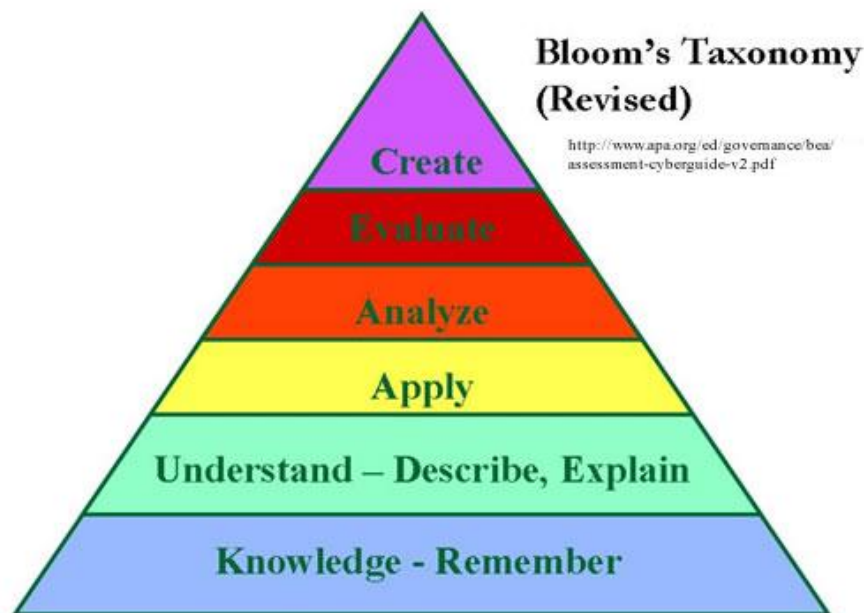 Bloom's Taxonomy
(Revised)
http://www.apa.org/ed/governance/bea/
assessment-cyberguide-v2.pdf
Create
Evaluate
Analyze
Apply
Understand – Describe, Explain
Knowledge - Remember